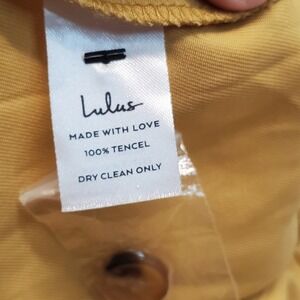 Lulus
MADE WITH LOVE
100% TENCEL
DRY CLEAN ONLY